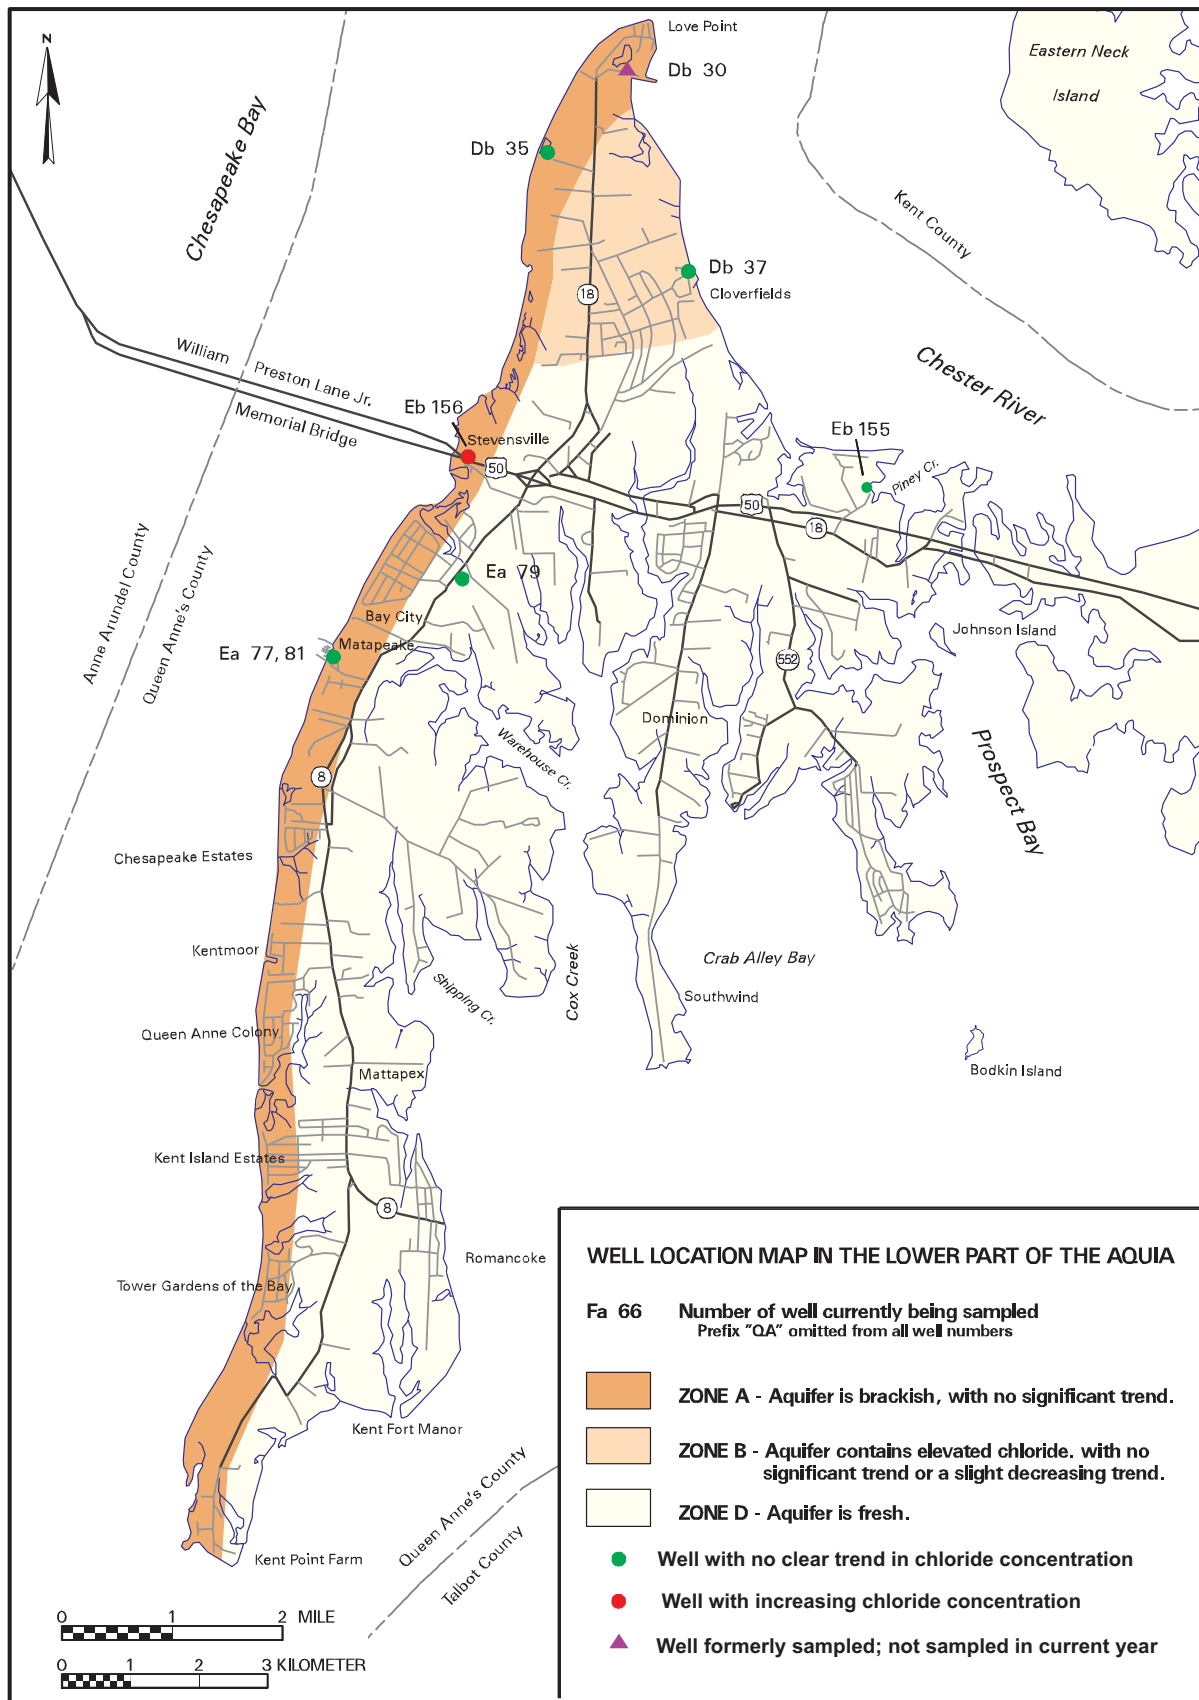 N
Love Point
Db 30
Eastern Neck
Island
Chesapeake Bay
Db 35
Kent County
Db 37
Cloverfields
18
William Preston Lane Jr.
Memorial Bridge
Chester River
Eb 156
Stevensville
50
Eb 155
Piney Cr.
50
18
Anne Arundel County
Queen Anne's County
Ea 79
Bay City
Johnson Island
Matapeake
Ea 77, 81
552
Dominion
Warehouse Cr.
Prospect Bay
8
Chesapeake Estates
Kentmoor
Crab Alley Bay
Shipping Cr.
Cox Creek
Southwind
Queen Anne Colony
Mattapex
Bodkin Island
Kent Island Estates
8
Romancoke
Tower Gardens of the Bay
Kent Fort Manor
Queen Anne's County
Talbot County
Kent Point Farm
0 1 2 MILE
0 1 2 3 KILOMETER
WELL LOCATION MAP IN THE LOWER PART OF THE AQUIA
Fa 66 Number of well currently being sampled
Prefix "QA" omitted from all well numbers
ZONE A - Aquifer is brackish, with no significant trend.
ZONE B - Aquifer contains elevated chloride. with no
significant trend or a slight decreasing trend.
ZONE D - Aquifer is fresh.
Well with no clear trend in chloride concentration
Well with increasing chloride concentration
Well formerly sampled; not sampled in current year